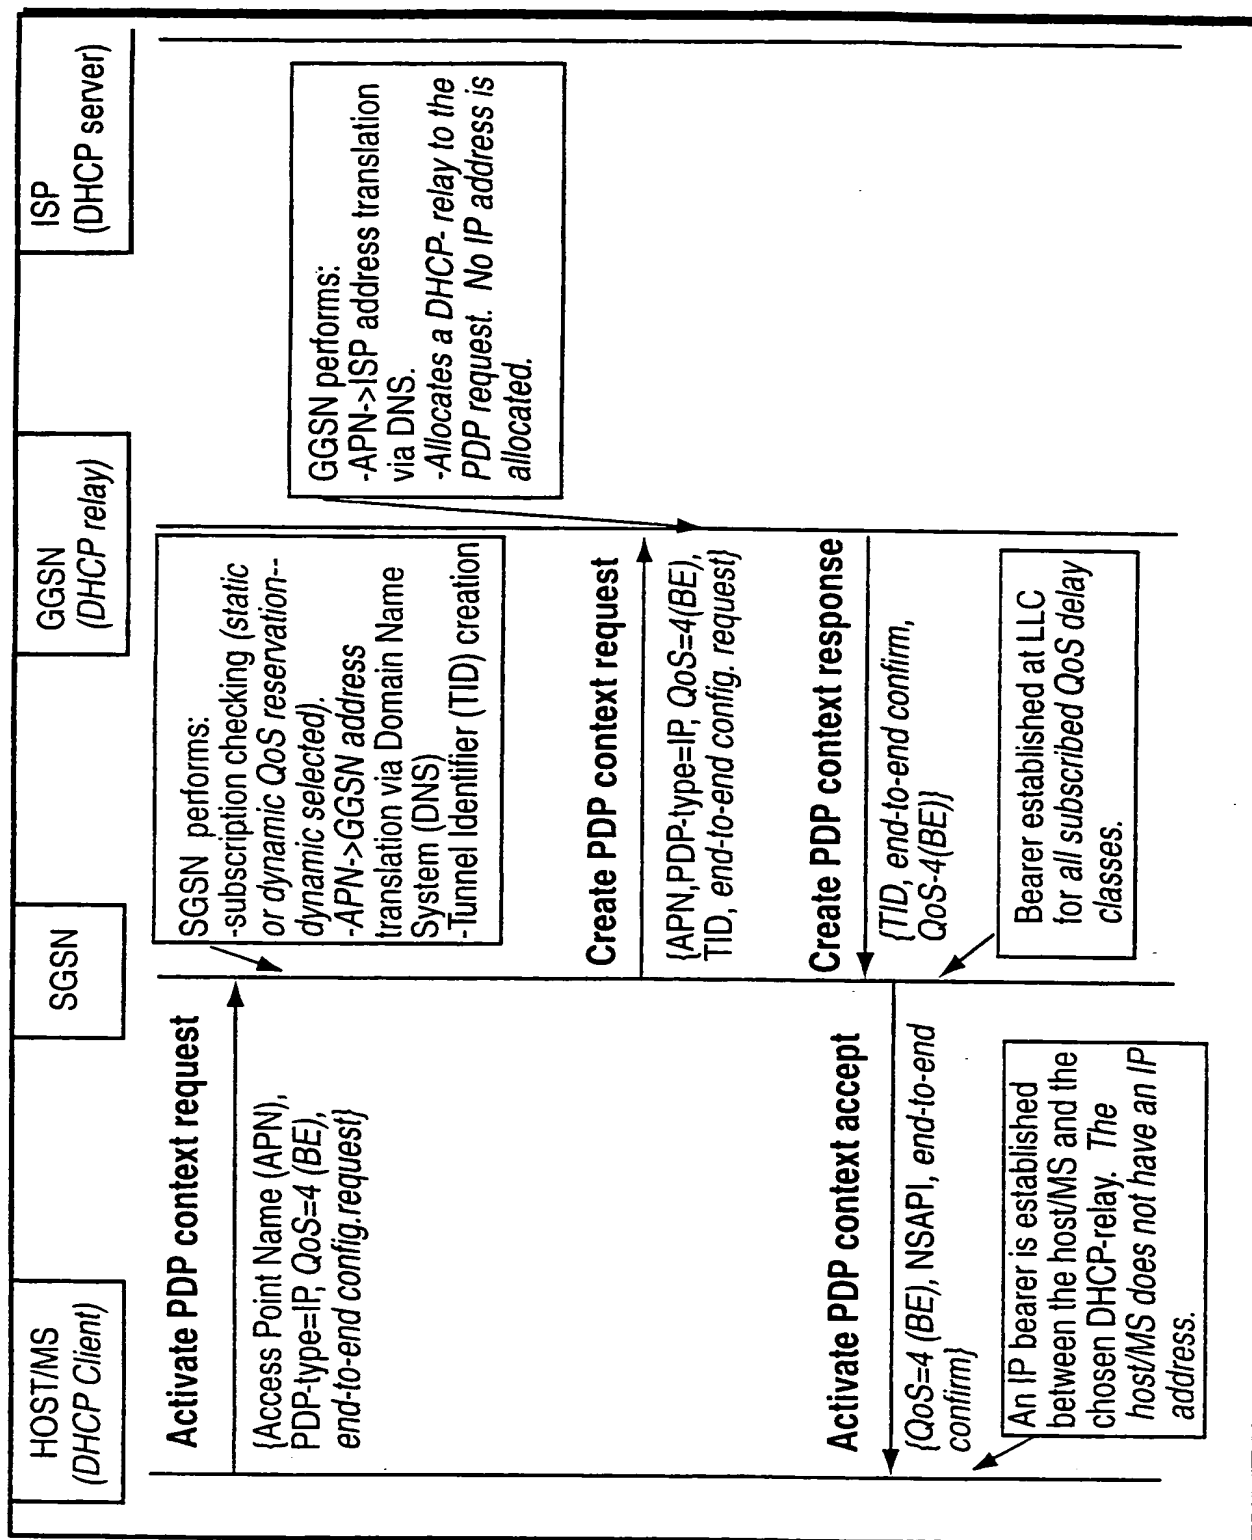 HOST/MS
(DHCP Client)
SGSN
GGSN
(DHCP relay)
ISP
(DHCP server)
Activate PDP context request
{Access Point Name (APN),
PDP-type=IP, QoS=4 (BE),
end-to-end config.request}
SGSN performs:
-subscription checking (static
or dynamic QoS reservation--
dynamic selected).
-APN->GGSN address
translation via Domain Name
System (DNS)
-Tunnel Identifier (TID) creation
Create PDP context request
{APN,PDP-type=IP, QoS=4(BE),
TID, end-to-end config. request}
GGSN performs:
-APN->ISP address translation
via DNS.
-Allocates a DHCP- relay to the
PDP request. No IP address is
allocated.
Create PDP context response
{TID, end-to-end confirm,
QoS-4(BE)}
Bearer established at LLC
for all subscribed QoS delay
classes.
Activate PDP context accept
{QoS=4 (BE), NSAPI, end-to-end
confirm}
An IP bearer is established
between the host/MS and the
chosen DHCP-relay. The
host/MS does not have an IP
address.